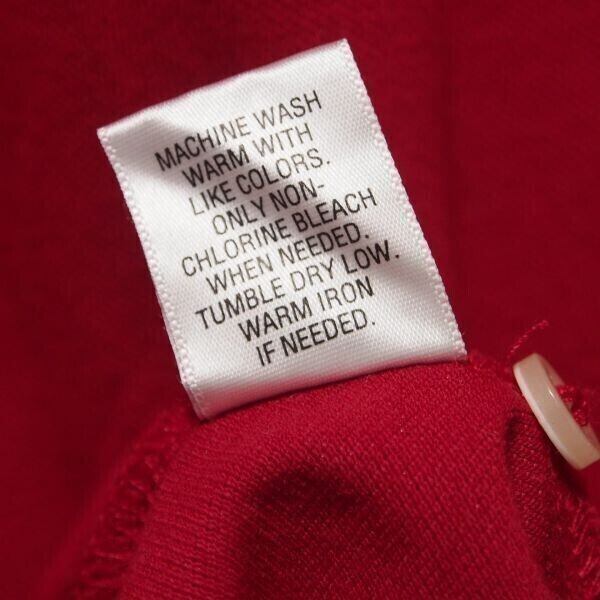 MACHINE WASH
WARM WITH
LIKE COLORS.
ONLY NON-
CHLORINE BLEACH
WHEN NEEDED.
TUMBLE DRY LOW.
WARM IRON
IF NEEDED.